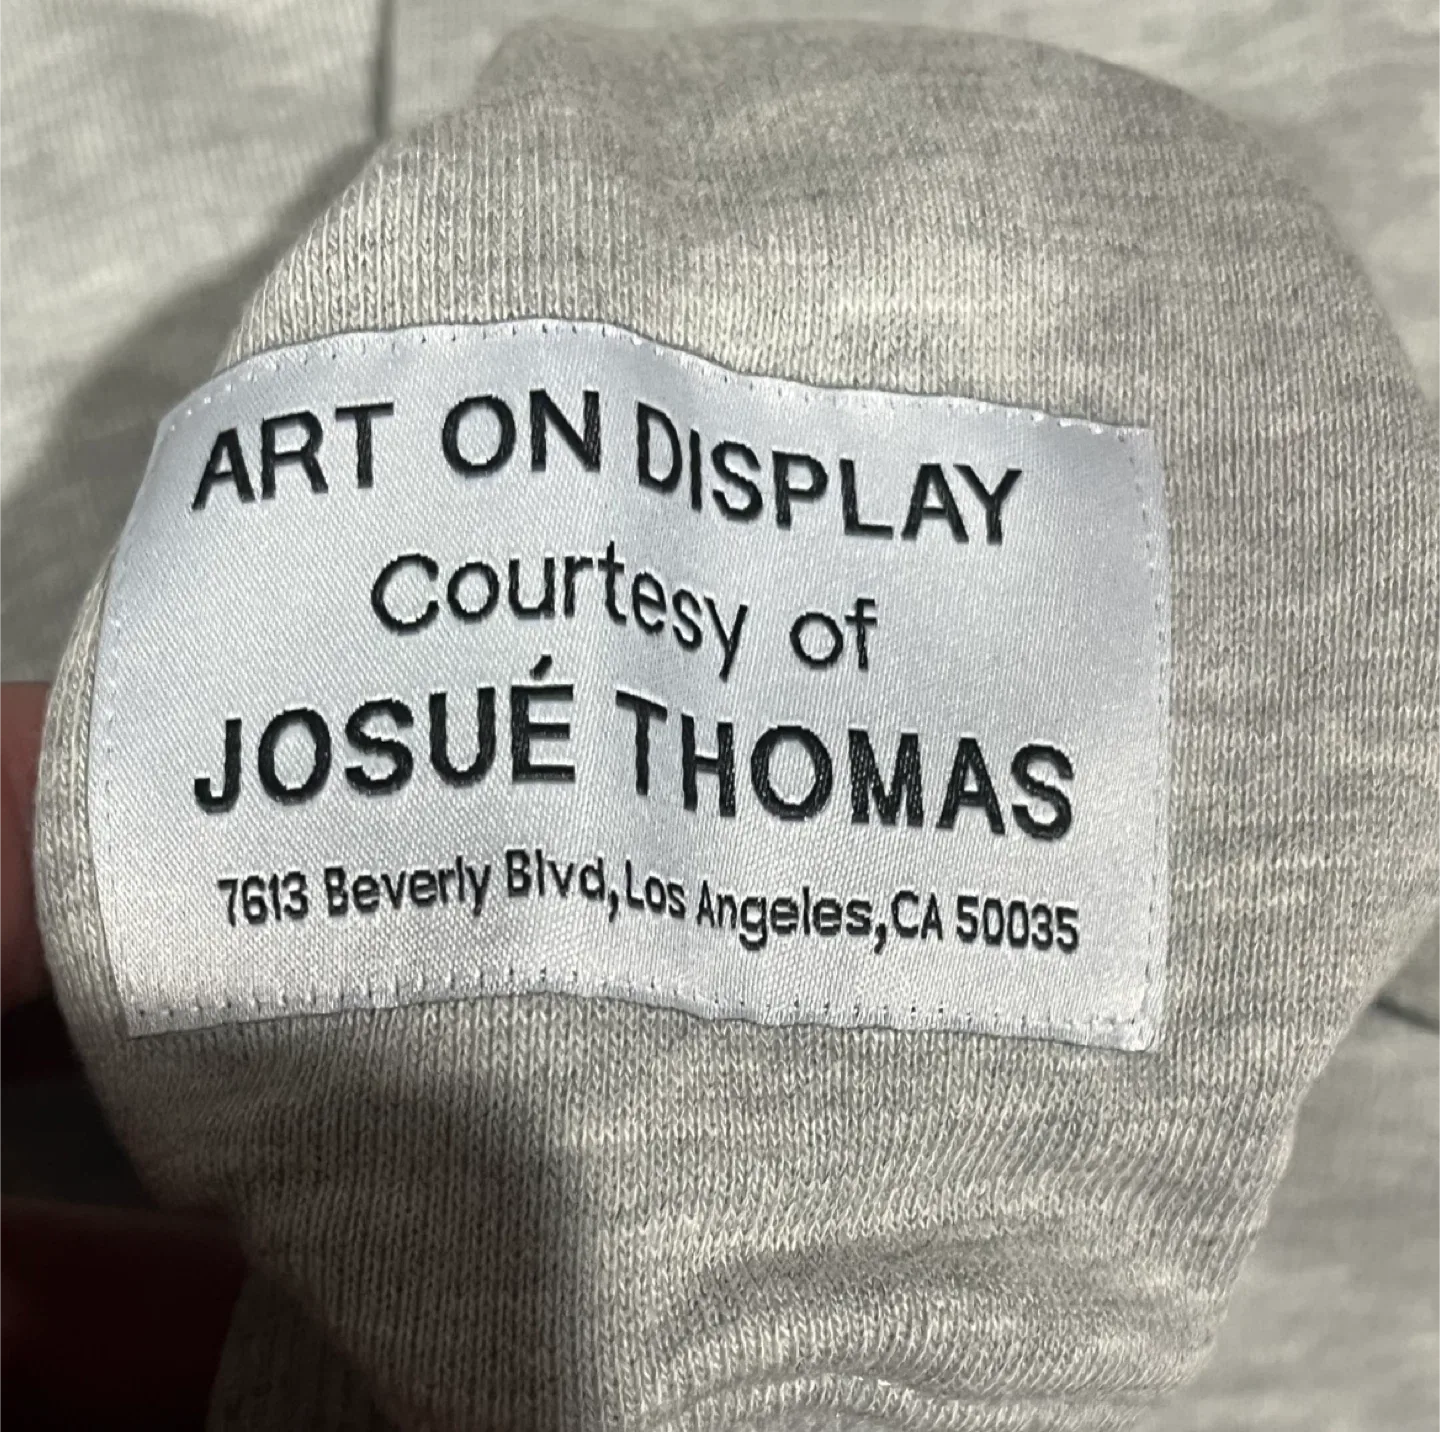 ART ON DISPLAY
Courtesy of
JOSUÉ THOMAS
7613 Beverly Blvd, Los Angeles, CA 50035